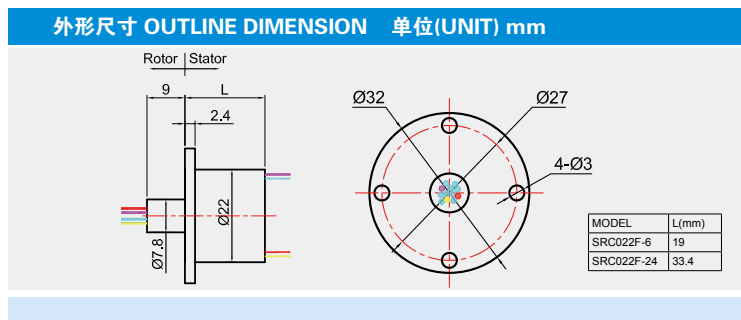 外形尺寸 OUTLINE DIMENSION 单位(UNIT) mm
Rotor Stator
9 L
2.4
Ø22
Ø7.8
Ø32
Ø27
4-Ø3
MODEL L(mm)
SRC022F-6 19
SRC022F-24 33.4